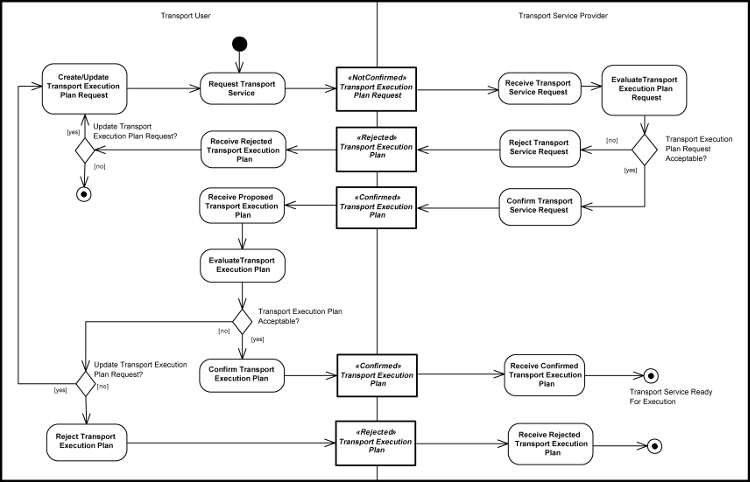 Transport User
Transport Service Provider
Create/Update
Transport Execution
Plan Request
Request Transport
Service
«NotConfirmed»
Transport Execution
Plan Request
Receive Transport
Service Request
EvaluateTransport
Execution Plan
Request
[yes]
Update Transport
Execution Plan Request?
[no]
Receive Rejected
Transport Execution
Plan
«Rejected»
Transport Execution
Plan
Reject Transport
Service Request
[no]
Transport Execution
Plan Request
Acceptable?
[yes]
Receive Proposed
Transport Execution
Plan
«Confirmed»
Transport Execution
Plan
Confirm Transport
Service Request
EvaluateTransport
Execution Plan
Transport Execution Plan
Acceptable?
[no]
[yes]
Update Transport Execution
Plan Request?
[yes]
[no]
Confirm Transport
Execution Plan
«Confirmed»
Transport Execution
Plan
Receive Confirmed
Transport Execution
Plan
Transport Service Ready
For Execution
Reject Transport
Execution Plan
«Rejected»
Transport Execution
Plan
Receive Rejected
Transport Execution
Plan